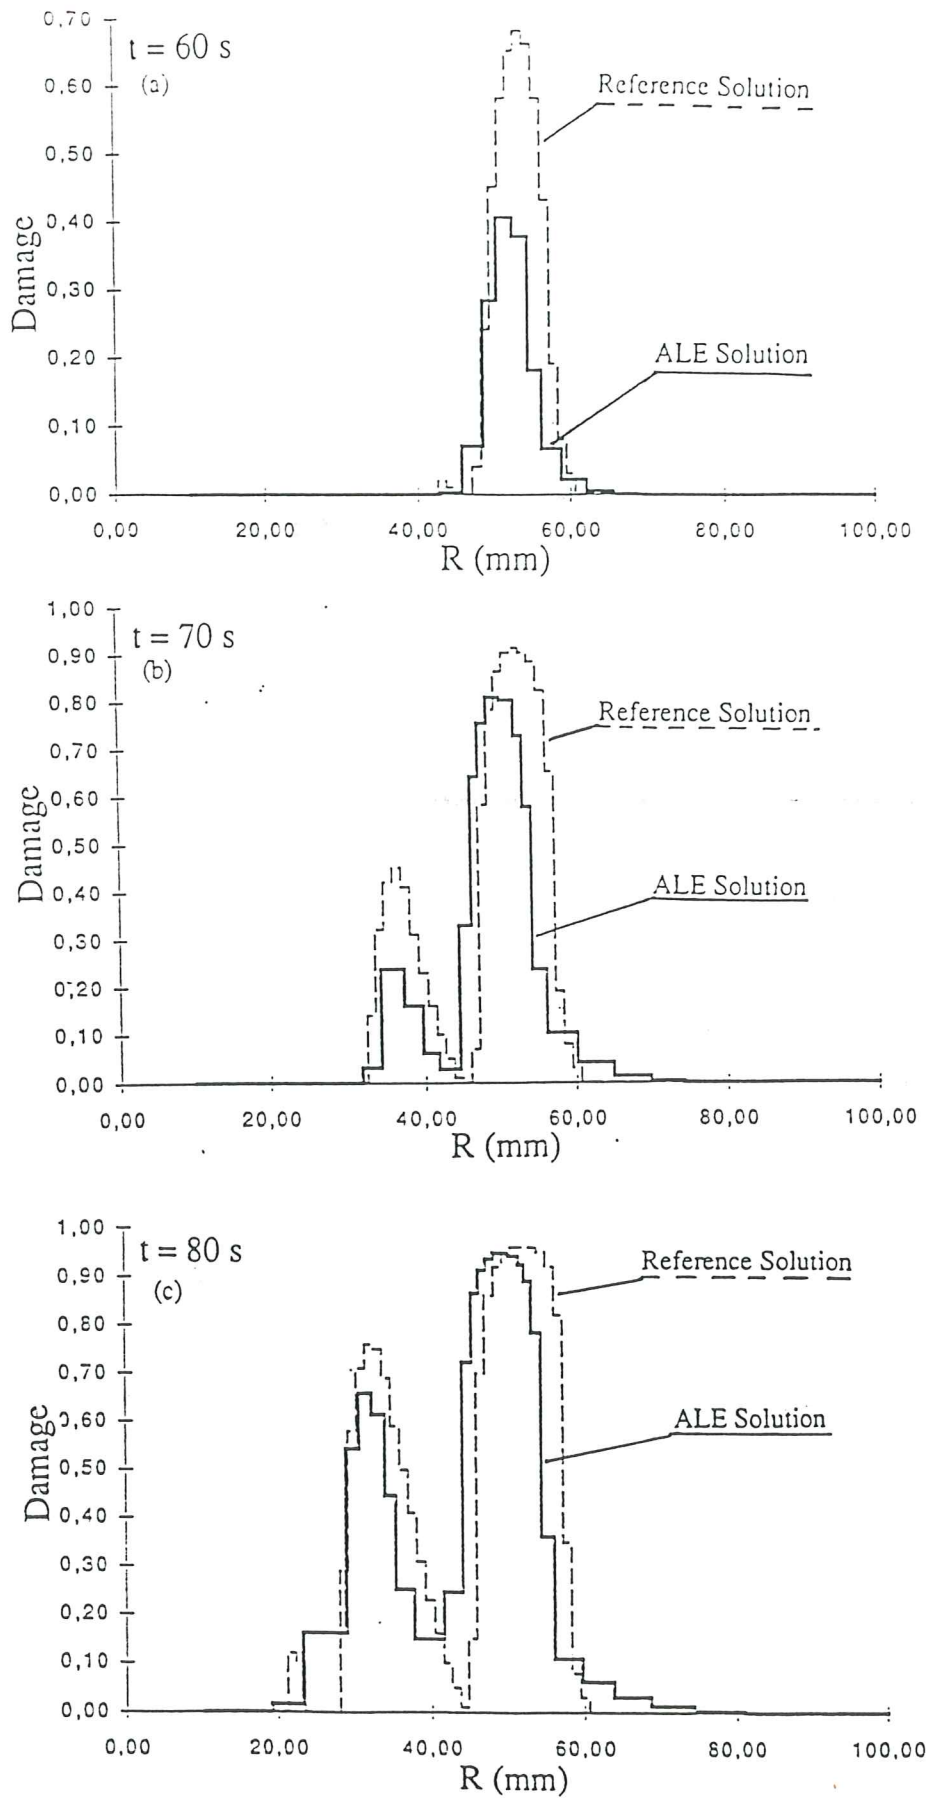 0,70
t = 60 s
(a)
0,60
Reference Solution
0,50
0,40
Damage
0,30
0,20
ALE Solution
0,10
0,00
0,00 20,00 40,00 60,00 80,00 100,00
R (mm)
1,00
t = 70 s
0,90
(b)
0,80
Reference Solution
0,70
0,60
Damage
0,50
0,40
ALE Solution
0,30
0,20
0,10
0,00
0,00 20,00 40,00 60,00 80,00 100,00
R (mm)
1,00
t = 80 s
0,90
Reference Solution
(c)
0,80
0,70
0,60
ALE Solution
Damage
0,50
0,40
0,30
0,20
0,10
0,00
0,00 20,00 40,00 60,00 80,00 100,00
R (mm)